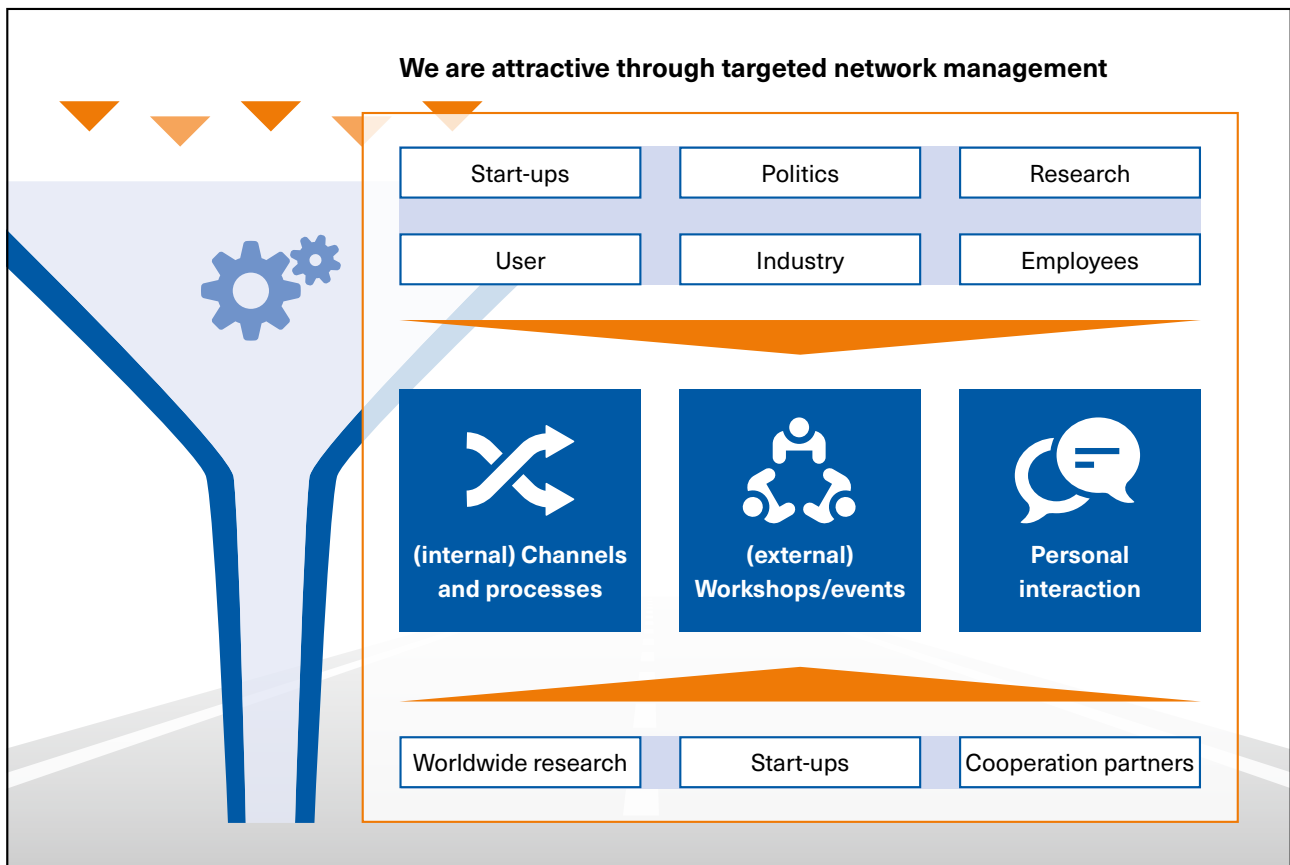 We are attractive through targeted network management
Start-ups
Politics
Research
User
Industry
Employees
(internal) Channels
and processes
(external)
Workshops/events
Personal
interaction
Worldwide research
Start-ups
Cooperation partners